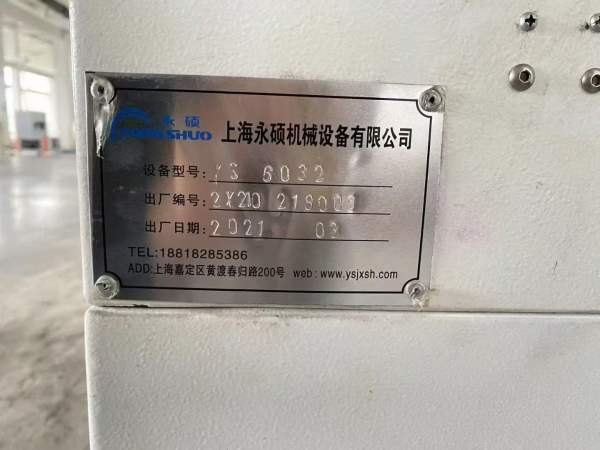 永硕
YONGSHUO
上海永硕机械设备有限公司
设备型号: YS 6032
出厂编号: 2X210 218003
出厂日期: 2021 03
TEL:18818285386
ADD:上海嘉定区黄渡春归路200号 web: www.ysjxsh.com